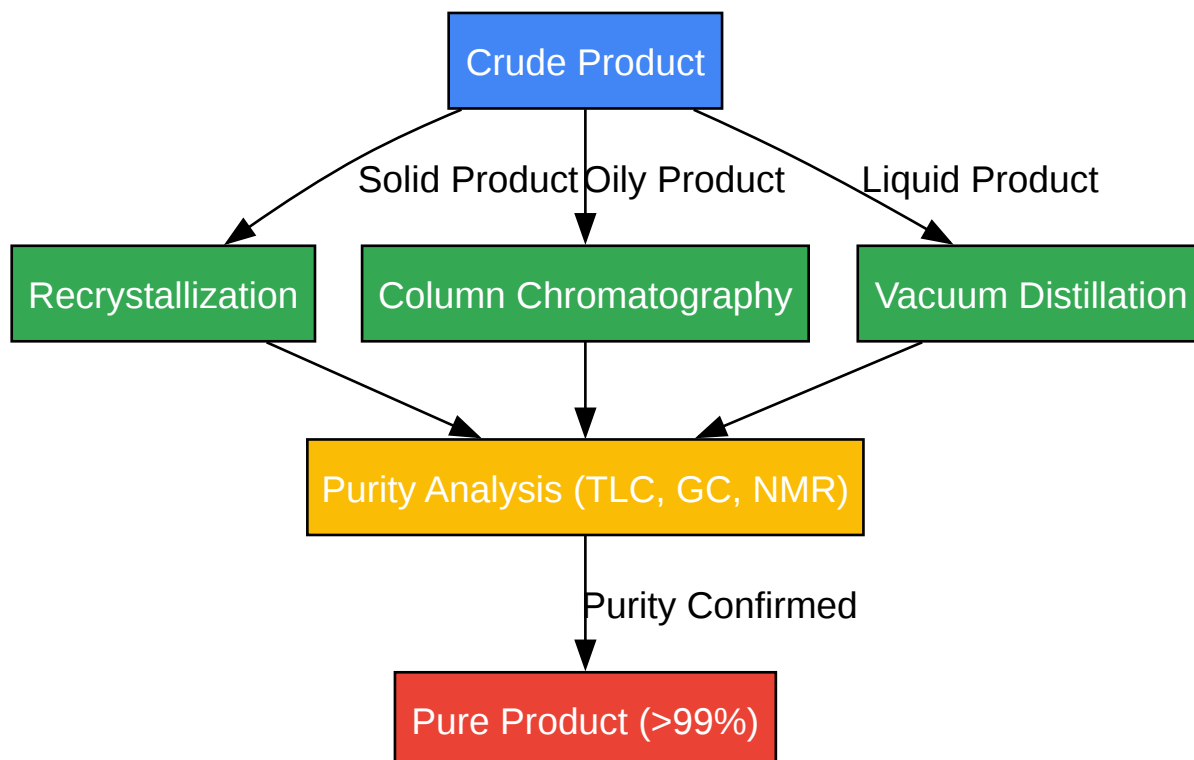 Crude Product
Solid Product
Oily Product
Liquid Product
Recrystallization
Column Chromatography
Vacuum Distillation
Purity Analysis (TLC, GC, NMR)
Purity Confirmed
Pure Product (>99%)